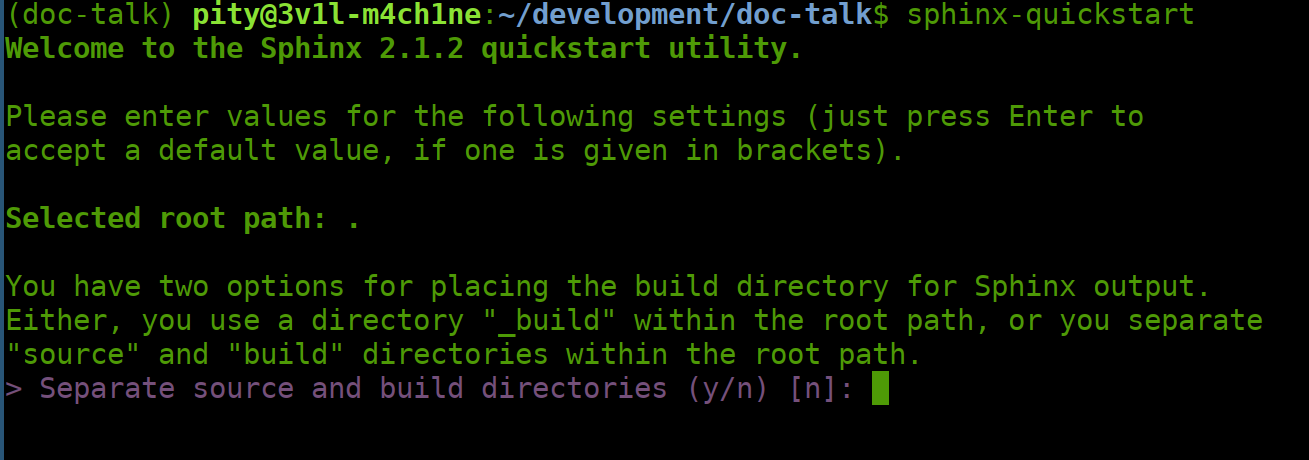 (doc-talk) pity@3v1l-m4ch1ne:~/development/doc-talk$ sphinx-quickstart
Welcome to the Sphinx 2.1.2 quickstart utility.
Please enter values for the following settings (just press Enter to
accept a default value, if one is given in brackets).
Selected root path: .
You have two options for placing the build directory for Sphinx output.
Either, you use a directory "_build" within the root path, or you separate
"source" and "build" directories within the root path.
> Separate source and build directories (y/n) [n]: